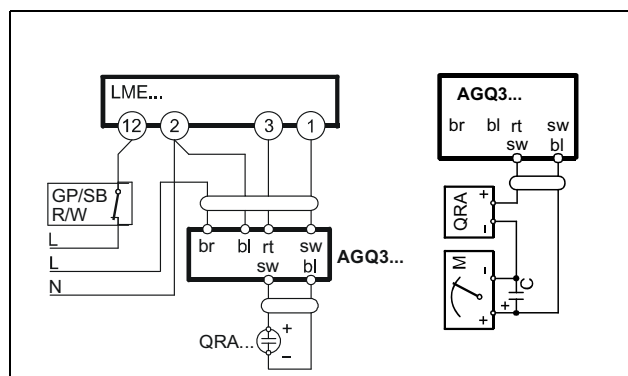 LME...
12 2 3 1
GP/SB
R/W
L
L
N
br bl rt sw
sw bl
AGQ3...
QRA...
+
–
AGQ3...
br bl rt sw
sw bl
QRA
+
-
M
-
+
+
C